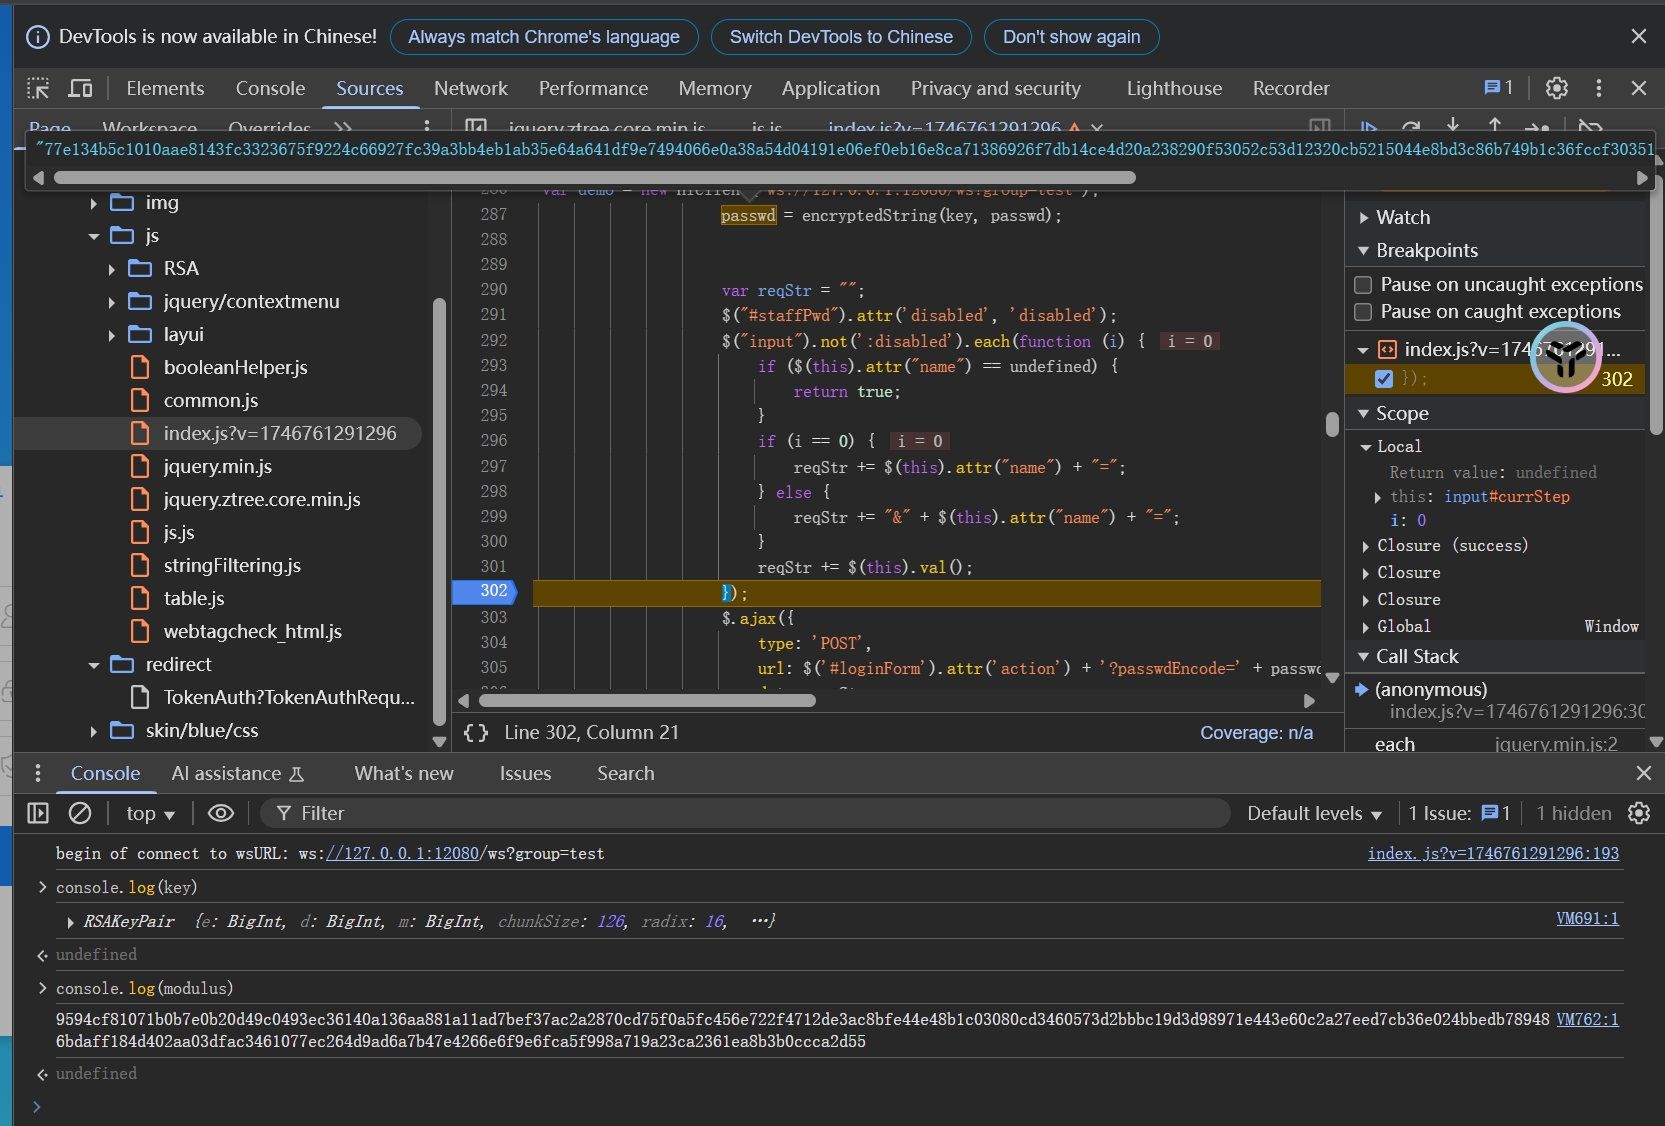 DevTools is now available in Chinese! Always match Chrome's language Switch DevTools to Chinese Don't show again
Elements Console Sources Network Performance Memory Application Privacy and security Lighthouse Recorder 1
Page Workspace Overrides jquery.ztree.core.min.js js.js index.js?v=1746761291296
"77e134b5c1010aae8143fc3323675f9224c66927fc39a3bb4eb1ab35e64a641df9e7494066e0a38a54d04191e06ef0eb16e8ca71386926f7db14ce4d20a238290f53052c53d12320cb5215044e8bd3c86b749b1c36fccf30351
img
js
RSA
jquery/contextmenu
layui
booleanHelper.js
common.js
index.js?v=1746761291296
jquery.min.js
jquery.ztree.core.min.js
js.js
stringFiltering.js
table.js
webtagcheck_html.js
redirect
TokenAuth?TokenAuthRequ...
skin/blue/css
287 passwd = encryptedString(key, passwd);
288
289
290 var reqStr = "";
291 $("#staffPwd").attr('disabled', 'disabled');
292 $("input").not(':disabled').each(function (i) { i = 0
293 if ($(this).attr("name") == undefined) {
294 return true;
295 }
296 if (i == 0) { i = 0
297 reqStr += $(this).attr("name") + "=";
298 } else {
299 reqStr += "&" + $(this).attr("name") + "=";
300 }
301 reqStr += $(this).val();
302 });
303 $.ajax({
304 type: 'POST',
305 url: $('#loginForm').attr('action') + '?passwdEncode=' + passwd
{} Line 302, Column 21 Coverage: n/a
Watch
Breakpoints
Pause on uncaught exceptions
Pause on caught exceptions
index.js?v=1746761291...
}); 302
Scope
Local
Return value: undefined
this: input#currStep
i: 0
Closure (success)
Closure
Closure
Global Window
Call Stack
(anonymous)
index.js?v=1746761291296:30
each jquery.min.js:2
Console AI assistance What's new Issues Search
top Filter Default levels 1 Issue: 1 1 hidden
begin of connect to wsURL: ws://127.0.0.1:12080/ws?group=test index.js?v=1746761291296:193
console.log(key)
RSAKeyPair {e: BigInt, d: BigInt, m: BigInt, chunkSize: 126, radix: 16, …} VM691:1
undefined
console.log(modulus)
9594cf81071b0b7e0b20d49c0493ec36140a136aa881a11ad7bef37ac2a2870cd75f0a5fc456e722f4712de3ac8bfe44e48b1c03080cd3460573d2bbbc19d3d98971e443e60c2a27eed7cb36e024bbedb78948 VM762:1
6bdaff184d402aa03dfac3461077ec264d9ad6a7b47e4266e6f9e6fca5f998a719a23ca2361ea8b3b0ccca2d55
undefined